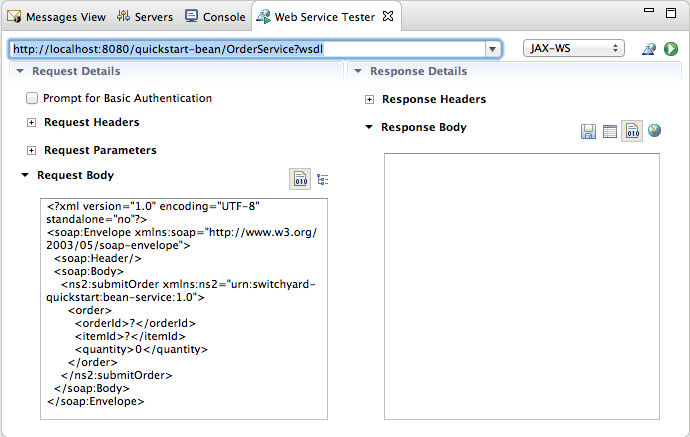 Messages View Servers Console Web Service Tester
http://localhost:8080/quickstart-bean/OrderService?wsdl JAX-WS
Request Details
Prompt for Basic Authentication
Request Headers
Request Parameters
Request Body
010
<?xml version="1.0" encoding="UTF-8"
standalone="no"?>
<soap:Envelope xmlns:soap="http://www.w3.org/
2003/05/soap-envelope">
<soap:Header/>
<soap:Body>
<ns2:submitOrder xmlns:ns2="urn:switchyard-
quickstart:bean-service:1.0">
<order>
<orderId>?</orderId>
<itemId>?</itemId>
<quantity>0</quantity>
</order>
</ns2:submitOrder>
</soap:Body>
</soap:Envelope>
Response Details
Response Headers
Response Body
010